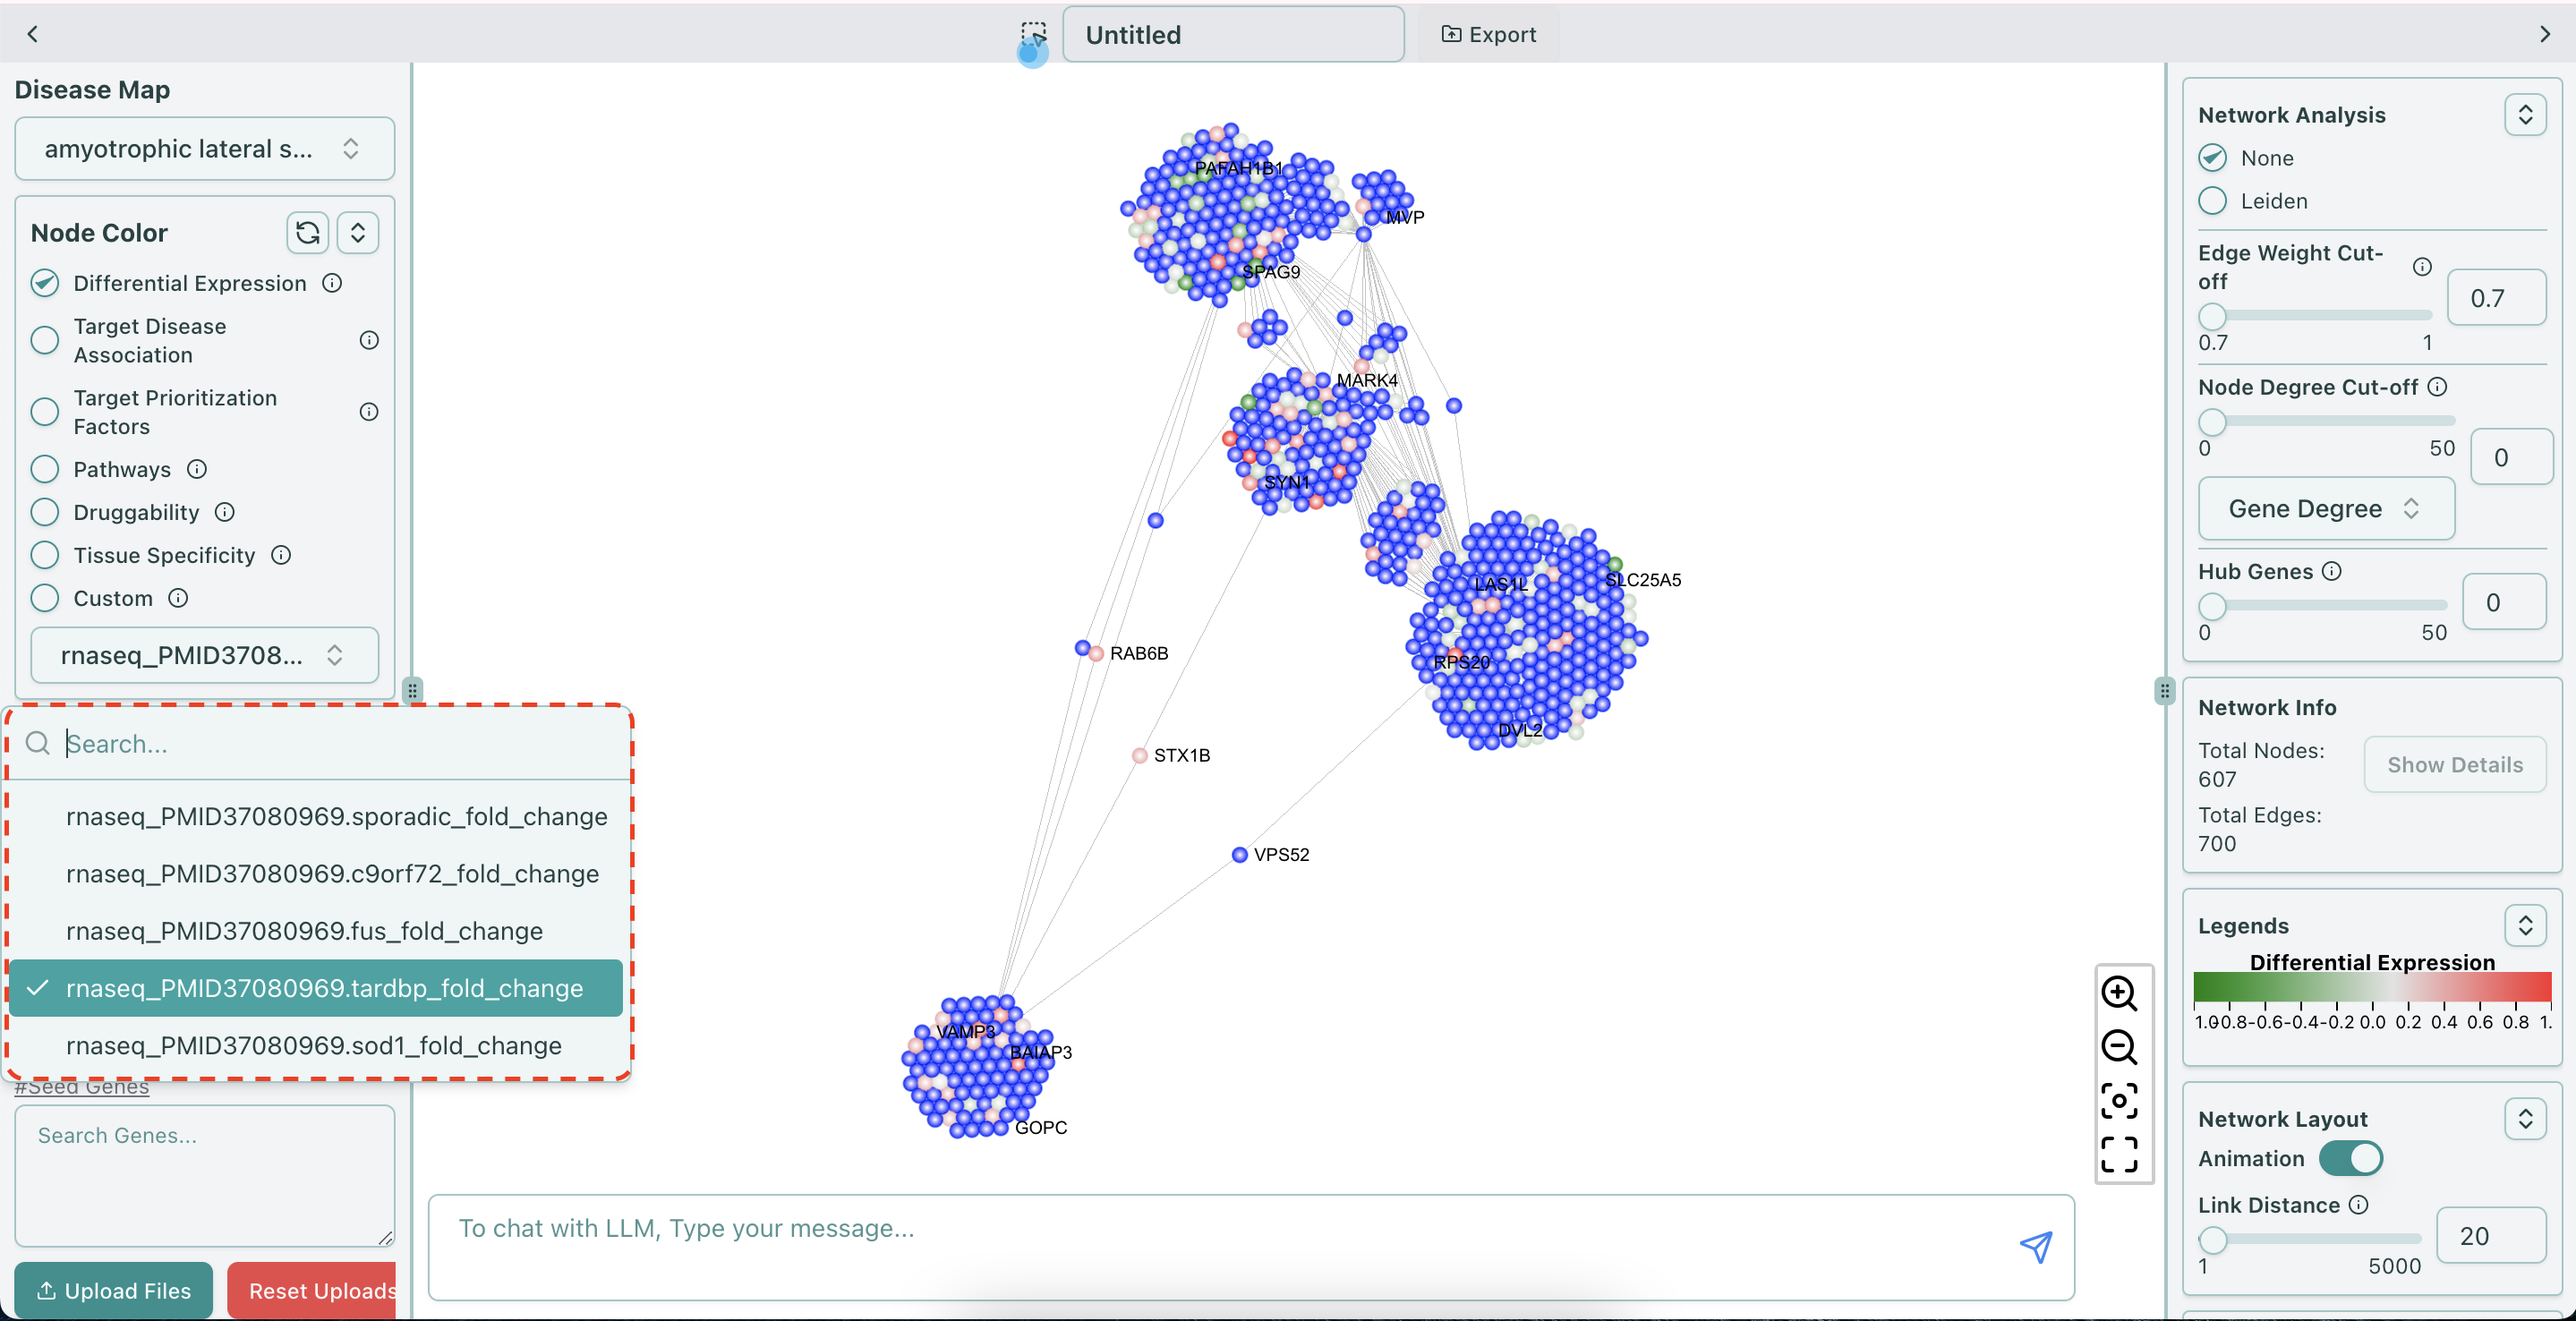 Untitled
Export
Disease Map
amyotrophic lateral s...
Node Color
Differential Expression
Target Disease
Association
Target Prioritization
Factors
Pathways
Druggability
Tissue Specificity
Custom
rnaseq_PMID3708...
Search...
rnaseq_PMID37080969.sporadic_fold_change
rnaseq_PMID37080969.c9orf72_fold_change
rnaseq_PMID37080969.fus_fold_change
rnaseq_PMID37080969.tardbp_fold_change
rnaseq_PMID37080969.sod1_fold_change
#Seed Genes
Search Genes...
Upload Files
Reset Uploads
PAFAH1B1
MVP
SPAG9
MARK4
SYN1
LAS1L
SLC25A5
RPS20
DVL2
RAB6B
STX1B
VPS52
VAMP3
BAIAP3
GOPC
To chat with LLM, Type your message...
Network Analysis
None
Leiden
Edge Weight Cut-
off
0.7
0.7 1
Node Degree Cut-off
0 50
0
Gene Degree
Hub Genes
0
0 50
Network Info
Total Nodes:
607
Show Details
Total Edges:
700
Legends
Differential Expression
1.0-0.8-0.6-0.4-0.2 0.0 0.2 0.4 0.6 0.8 1.
Network Layout
Animation
Link Distance
20
1 5000